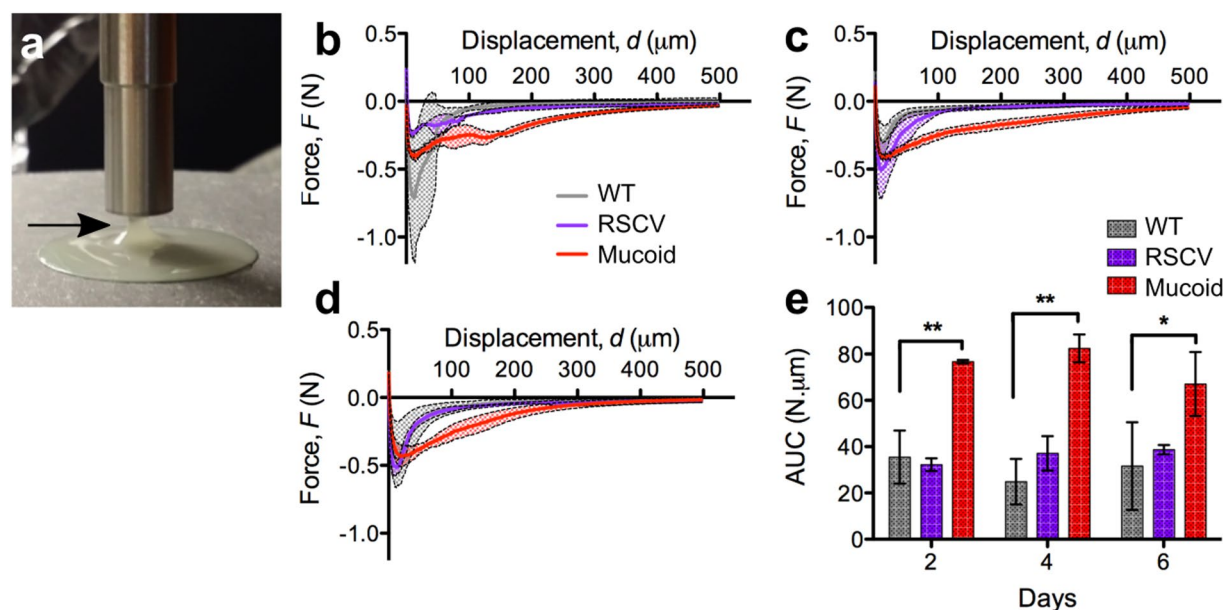 a
b
Displacement, d (μm)
0.5
0.0
-0.5
-1.0
100 200 300 400 500
Force, F (N)
WT
RSCV
Mucoid
c
Displacement, d (μm)
0.5
0.0
-0.5
-1.0
100 200 300 400 500
Force, F (N)
d
Displacement, d (μm)
0.5
0.0
-0.5
-1.0
100 200 300 400 500
Force, F (N)
WT
RSCV
Mucoid
e
100
80
60
40
20
0
AUC (N.μm)
**
**
*
2 4 6
Days